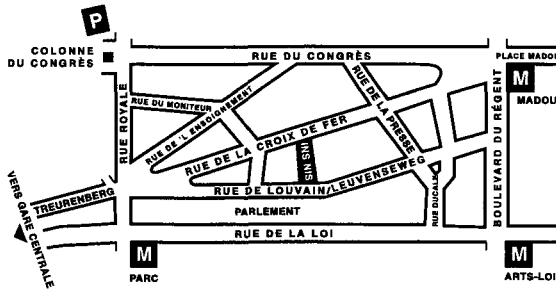 P
COLONNE
DU CONGRÈS
RUE DU CONGRÈS
PLACE MADOU
M
MADOU
RUE ROYALE
RUE DU MONITEUR
RUE DE 'L ENSEIGNEMENT
RUE DE LA CROIX DE FER
RUE DE LA PRESSE
BOULEVARD DU RÉGENT
INS NIS
RUE DE LOUVAIN/LEUVENSEWEG
RUE DUCALE
TREURENBERG
VERS GARE CENTRALE
PARLEMENT
RUE DE LA LOI
M
PARC
M
ARTS-LOI